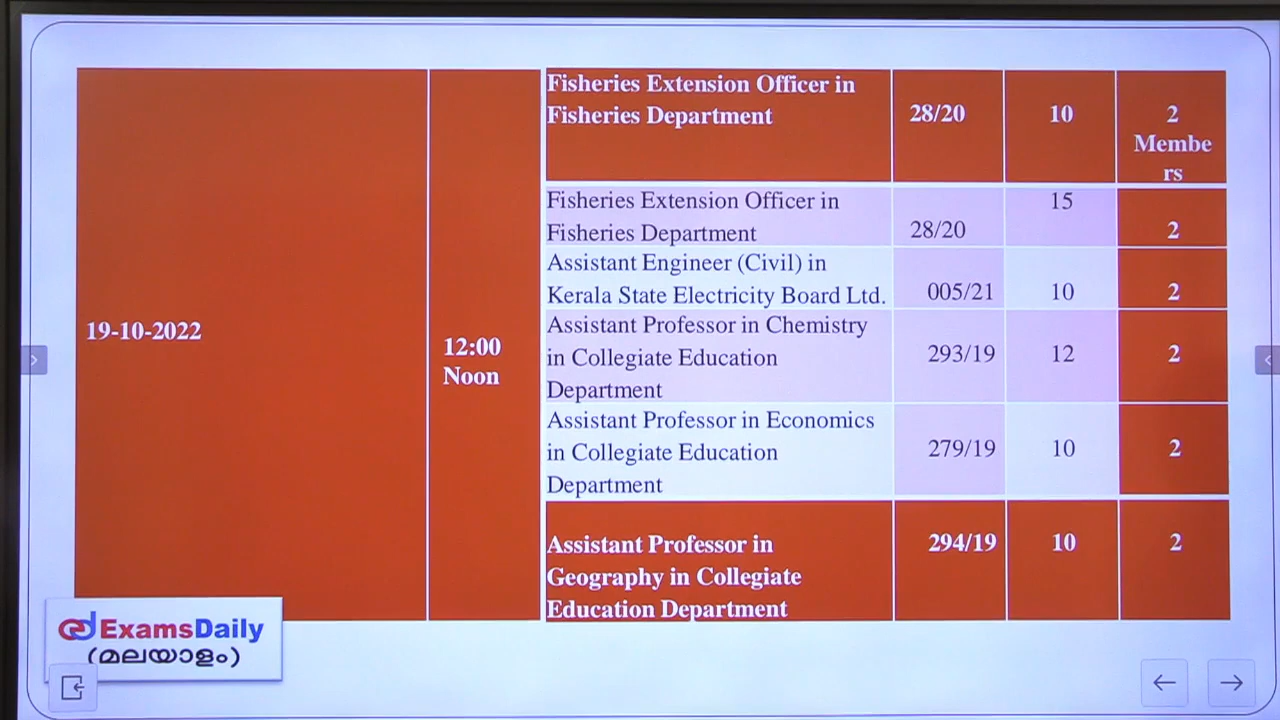 19-10-2022
12:00
Noon
Fisheries Extension Officer in
Fisheries Department
28/20
10
2
Membe
rs
Fisheries Extension Officer in
Fisheries Department
28/20
15
2
Assistant Engineer (Civil) in
Kerala State Electricity Board Ltd.
005/21
10
2
Assistant Professor in Chemistry
in Collegiate Education
Department
293/19
12
2
Assistant Professor in Economics
in Collegiate Education
Department
279/19
10
2
Assistant Professor in
Geography in Collegiate
Education Department
294/19
10
2
ExamsDaily
(മലയാളം)